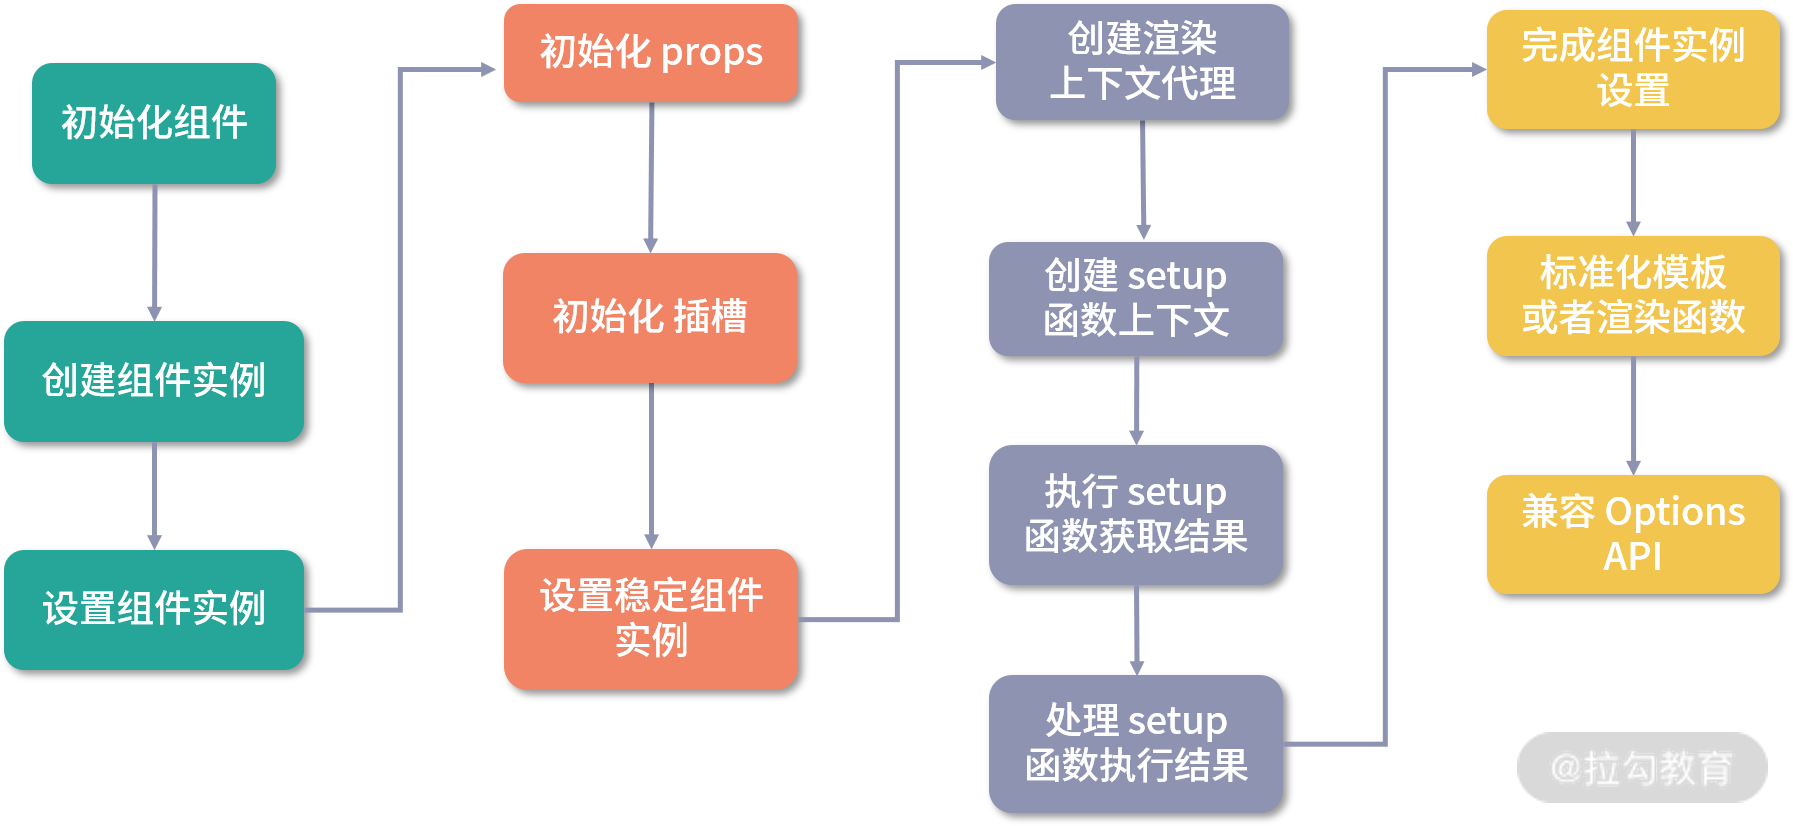 初始化组件
创建组件实例
设置组件实例
初始化 props
初始化 插槽
设置稳定组件
实例
创建渲染
上下文代理
创建 setup
函数上下文
执行 setup
函数获取结果
处理 setup
函数执行结果
完成组件实例
设置
标准化模板
或者渲染函数
兼容 Options
API
@拉勾教育